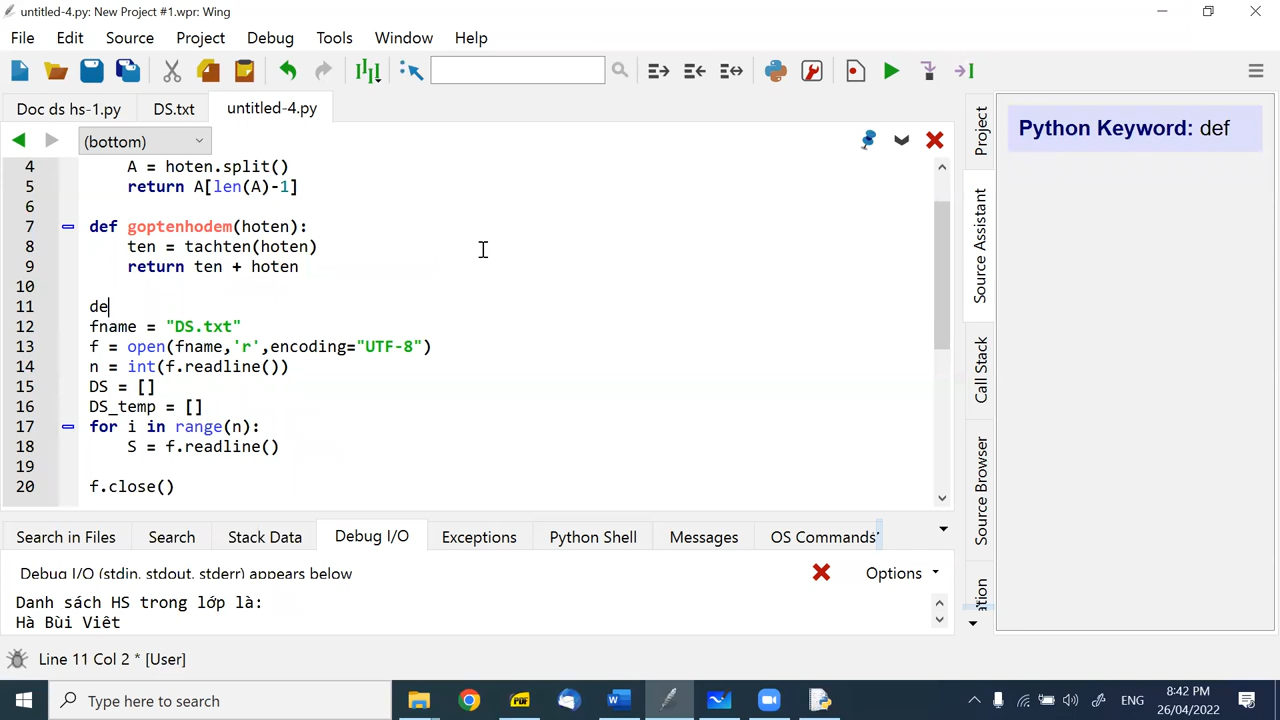 untitled-4.py: New Project #1.wpr: Wing
File Edit Source Project Debug Tools Window Help
Doc ds hs-1.py DS.txt untitled-4.py
(bottom)
4 A = hoten.split()
5 return A[len(A)-1]
6
7 def goptenhodem(hoten):
8 ten = tachten(hoten)
9 return ten + hoten
10
11 de
12 fname = "DS.txt"
13 f = open(fname,'r',encoding="UTF-8")
14 n = int(f.readline())
15 DS = []
16 DS_temp = []
17 for i in range(n):
18 S = f.readline()
19
20 f.close()
Project
Source Assistant
Call Stack
Source Browser
Python Keyword: def
Search in Files Search Stack Data Debug I/O Exceptions Python Shell Messages OS Commands
Debug I/O (stdin, stdout, stderr) appears below
Options
Danh sách HS trong lớp là:
Hà Bùi Viêt
Line 11 Col 2 * [User]
Type here to search
PDF
W
ENG
8:42 PM
26/04/2022